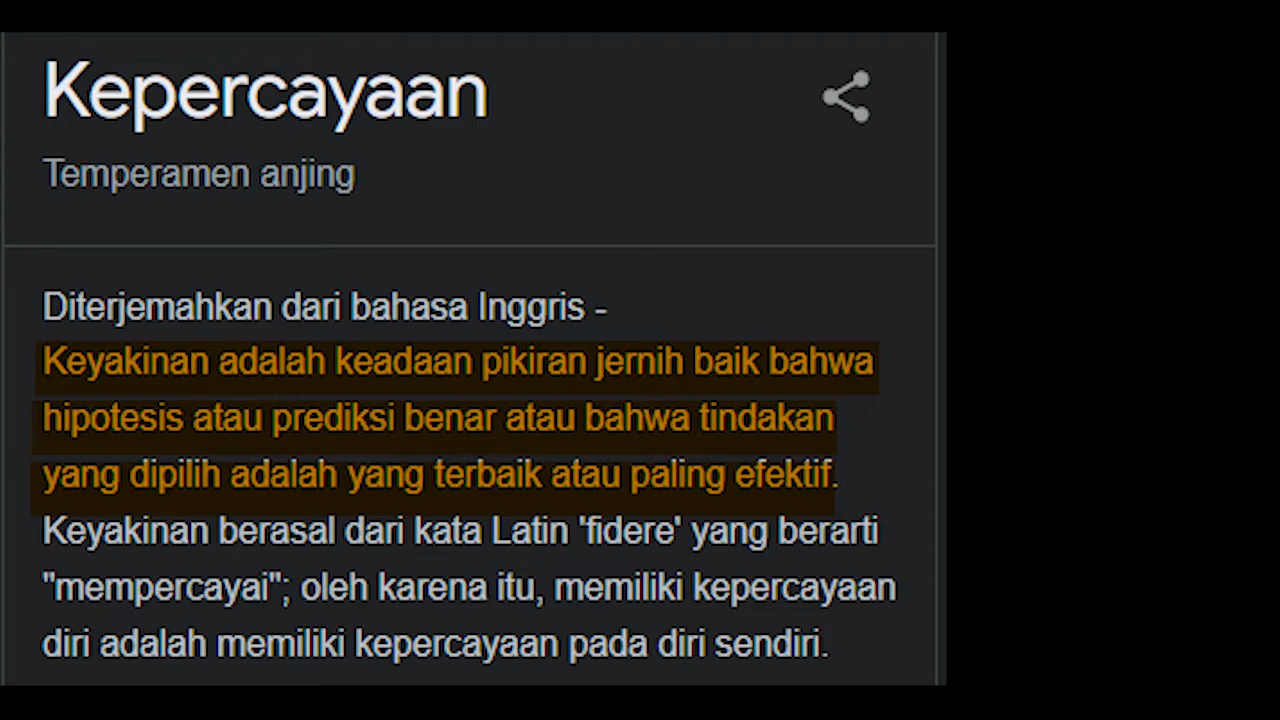 Kepercayaan
Temperamen anjing
Diterjemahkan dari bahasa Inggris -
Keyakinan adalah keadaan pikiran jernih baik bahwa
hipotesis atau prediksi benar atau bahwa tindakan
yang dipilih adalah yang terbaik atau paling efektif.
Keyakinan berasal dari kata Latin 'fidere' yang berarti
"mempercayai"; oleh karena itu, memiliki kepercayaan
diri adalah memiliki kepercayaan pada diri sendiri.